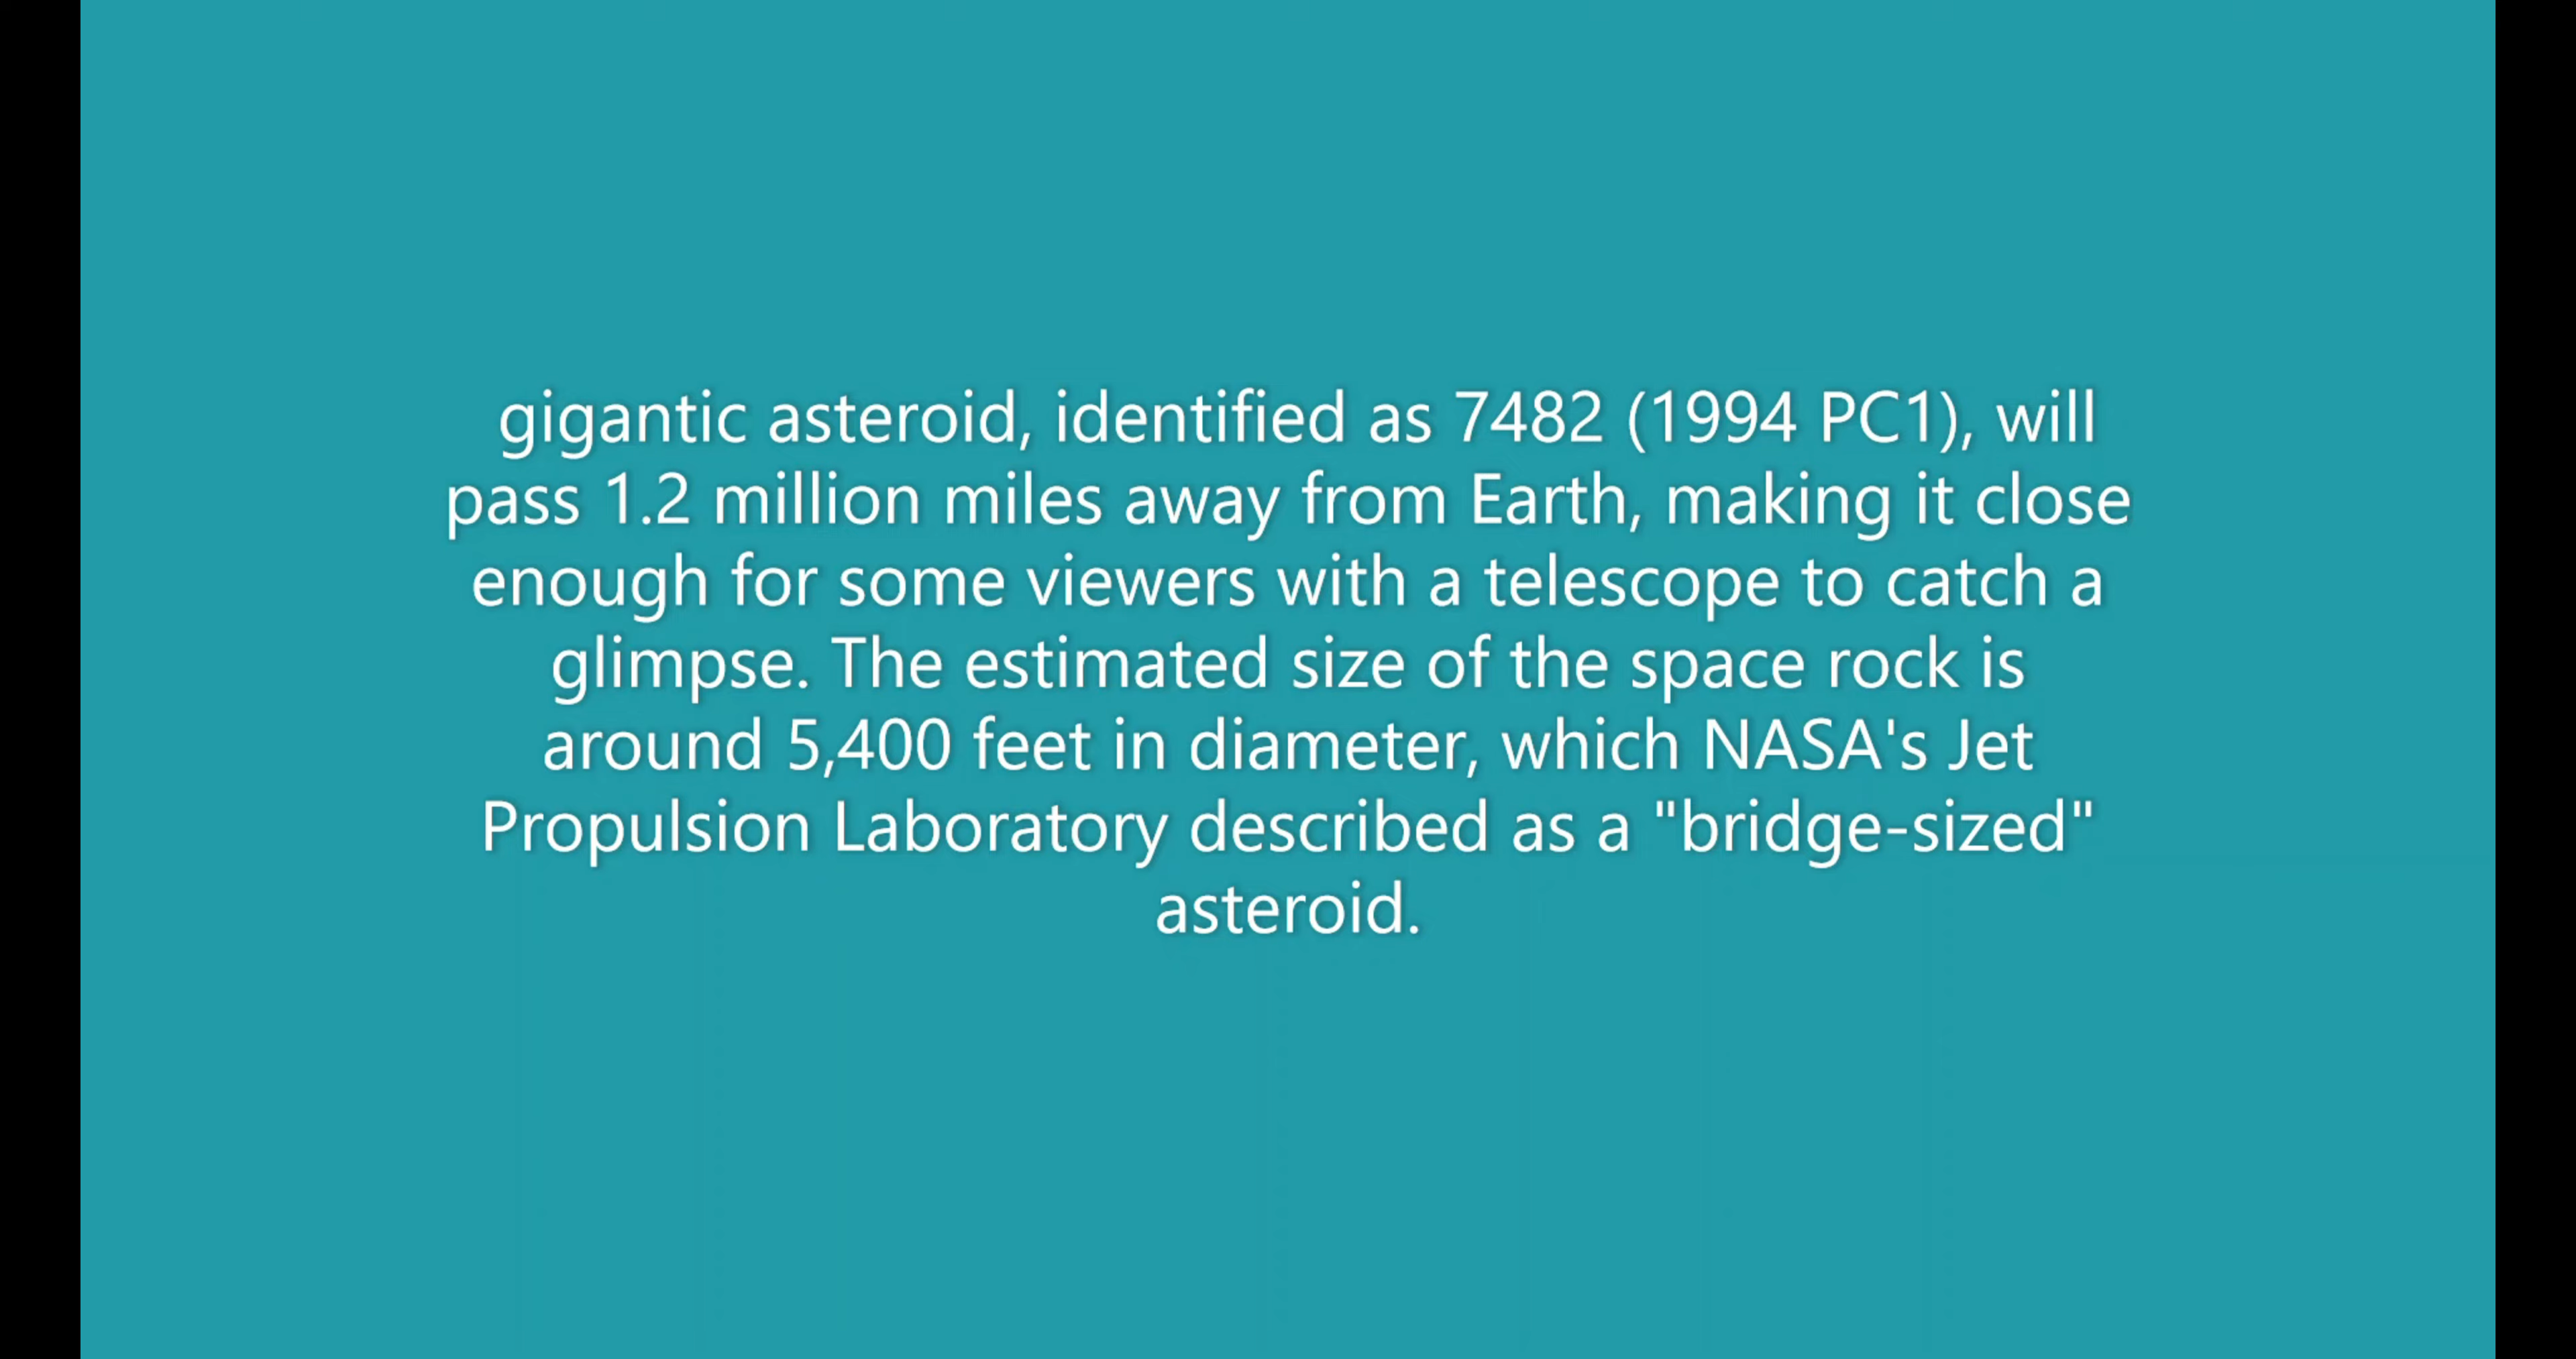 gigantic asteroid, identified as 7482 (1994 PC1), will
pass 1.2 million miles away from Earth, making it close
enough for some viewers with a telescope to catch a
glimpse. The estimated size of the space rock is
around 5,400 feet in diameter, which NASA's Jet
Propulsion Laboratory described as a "bridge-sized"
asteroid.